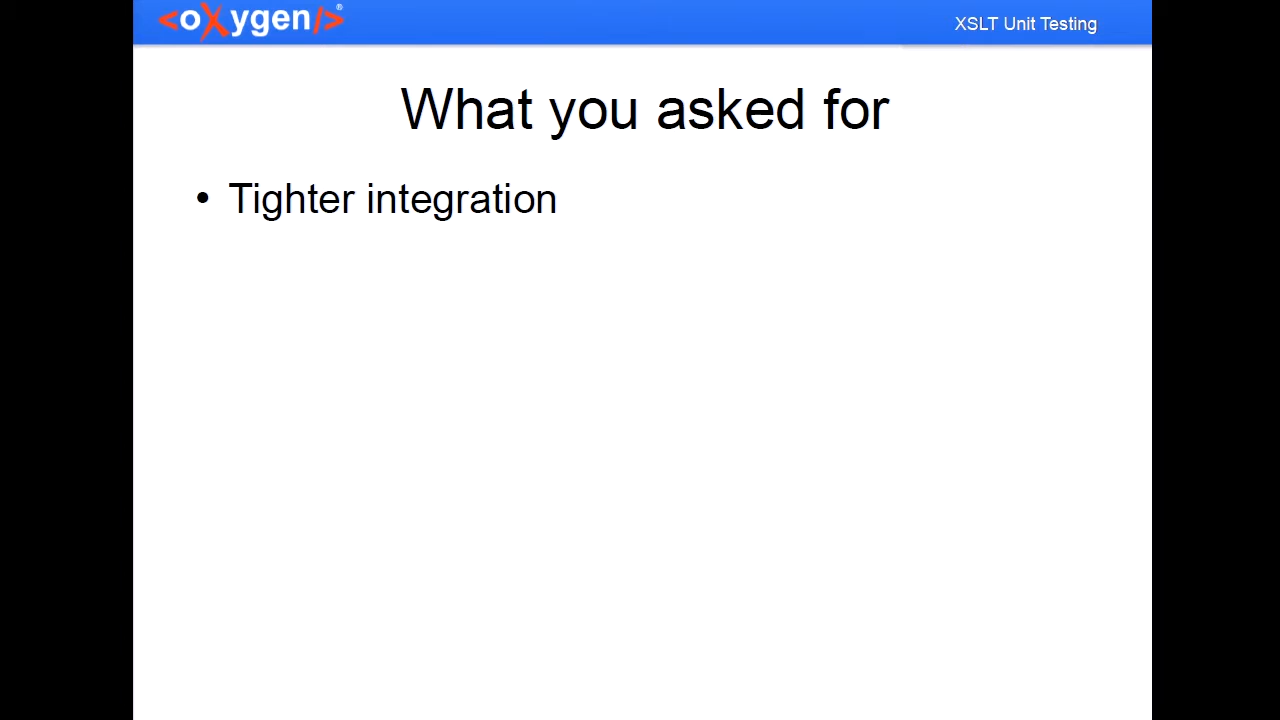 <oXygen/>®
XSLT Unit Testing
What you asked for
• Tighter integration